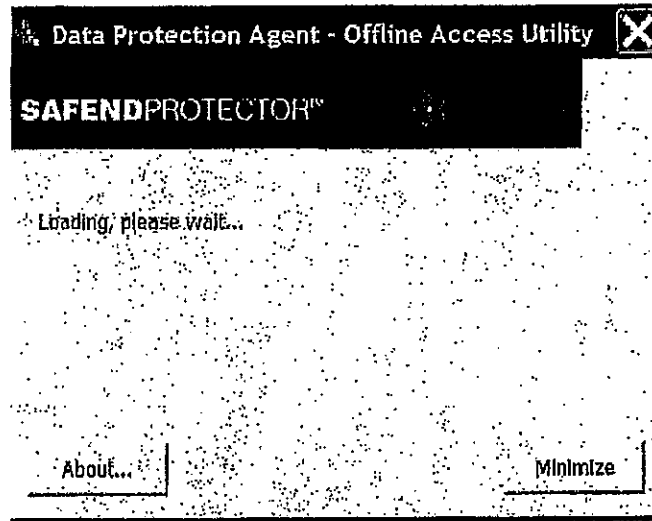 Data Protection Agent - Offline Access Utility
SAFENDPROTECTOR™
Loading, please wait...
About...
Minimize